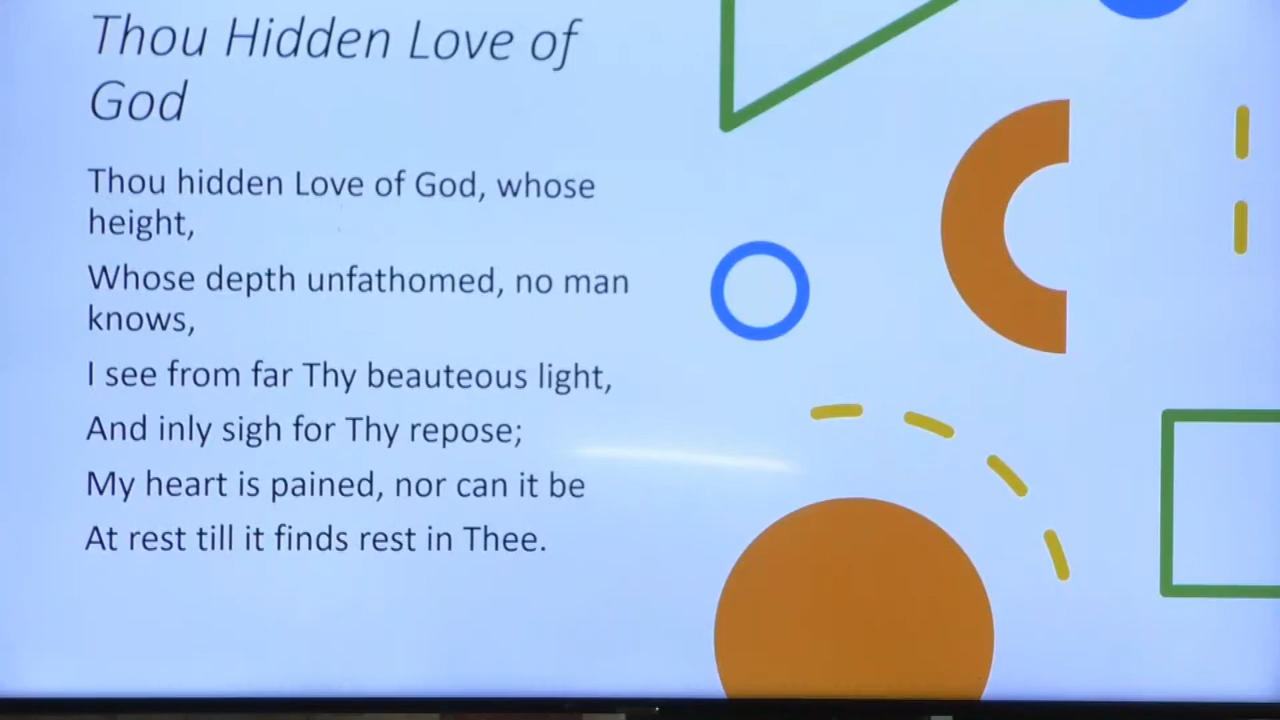 Thou Hidden Love of
God
Thou hidden Love of God, whose
height,
Whose depth unfathomed, no man
knows,
I see from far Thy beauteous light,
And inly sigh for Thy repose;
My heart is pained, nor can it be
At rest till it finds rest in Thee.